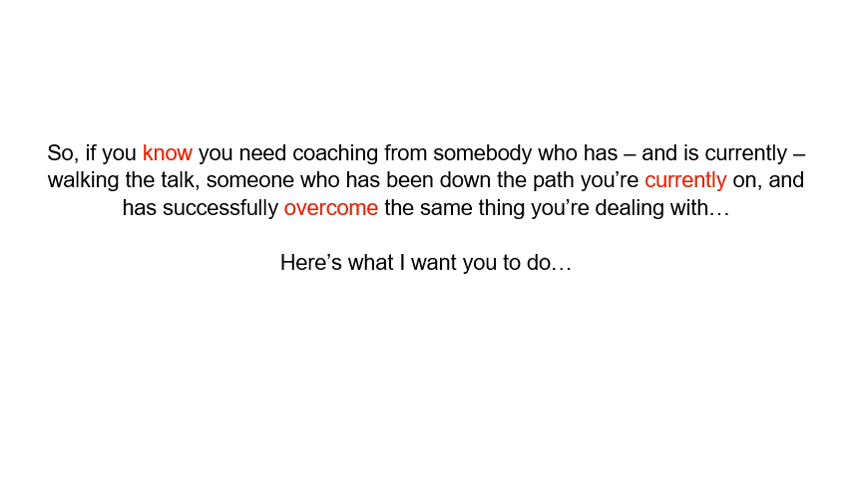 So, if you know you need coaching from somebody who has – and is currently –
walking the talk, someone who has been down the path you’re currently on, and
has successfully overcome the same thing you’re dealing with…
Here’s what I want you to do…